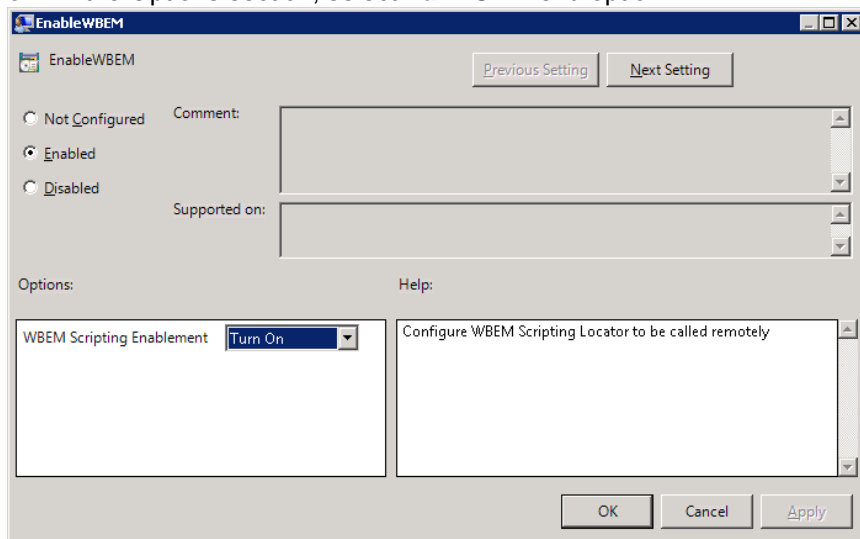 EnableWBEM
EnableWBEM
Previous Setting
Next Setting
Not Configured
Comment:
Enabled
Disabled
Supported on:
Options:
Help:
WBEM Scripting Enablement
Turn On
Configure WBEM Scripting Locator to be called remotely
OK
Cancel
Apply